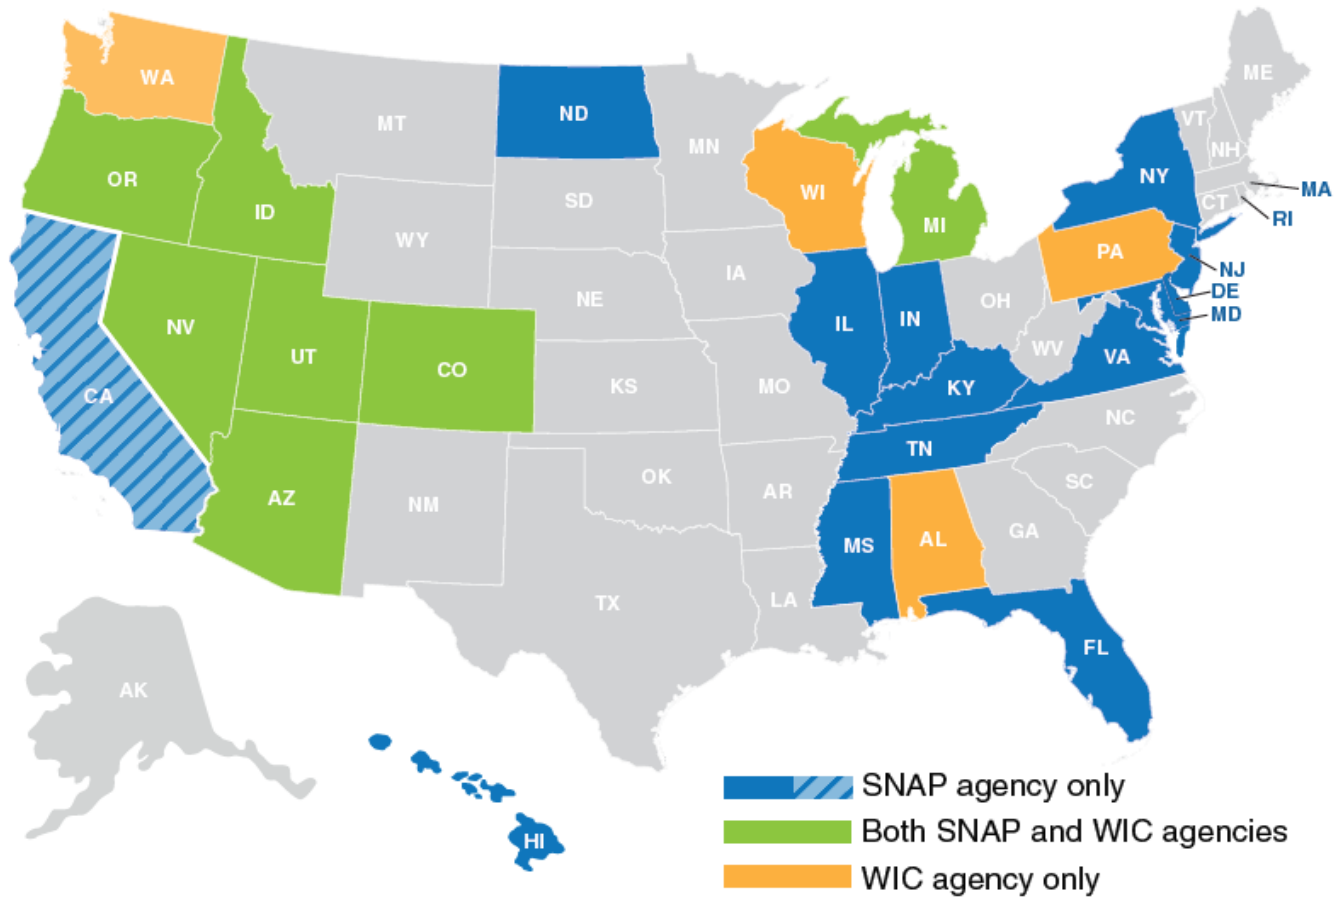 WA
MT
ND
MN
ME
VT
NH
OR
ID
SD
WI
MI
NY
MA
CT
RI
WY
IA
PA
NJ
DE
MD
NV
NE
IL
IN
OH
WV
VA
UT
CO
KS
MO
KY
CA
NC
TN
AZ
NM
OK
AR
SC
MS
AL
GA
TX
LA
FL
AK
HI
SNAP agency only
Both SNAP and WIC agencies
WIC agency only